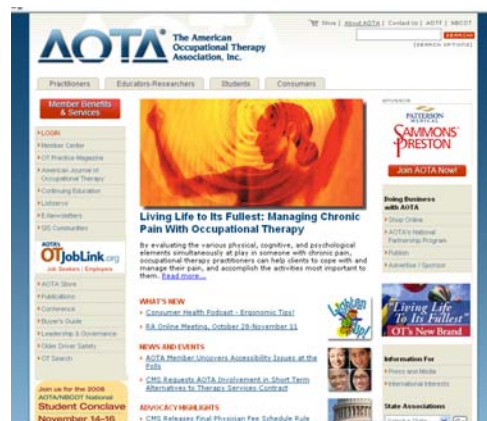 Store | About AOTA | Contact Us | AOTF | NBCOT
SEARCH
[SEARCH OPTIONS]
AOTA
The American
Occupational Therapy
Association, Inc.
Practitioners
Educators-Researchers
Students
Consumers
Member Benefits
& Services
LOGIN
Member Center
OT Practice Magazine
American Journal of
Occupational Therapy
Continuing Education
Listserve
E-Newsletters
SIS Communities
AOTA's
OTJobLink.org
Job Seekers | Employers
AOTA Store
Publications
Conference
Buyer's Guide
Leadership & Governance
Older Driver Safety
OT Search
Join us for the 2008
AOTA/NBCOT National
Student Conclave
November 14-16
Living Life to Its Fullest: Managing Chronic
Pain With Occupational Therapy
By evaluating the various physical, cognitive, and psychological
elements simultaneously at play in someone with chronic pain,
occupational therapy practitioners can help clients to cope with and
manage their pain, and accomplish the activities most important to
them. Read more...
WHAT'S NEW
Consumer Health Podcast - Ergonomic Tips!
RA Online Meeting, October 28-November 11
Lighten
Up!
NEWS AND EVENTS
AOTA Member Uncovers Accessibility Issues at the
Polls
CMS Requests AOTA Involvement in Short Term
Alternatives to Therapy Services Contract
ADVOCACY HIGHLIGHTS
CMS Releases Final Physician Fee Schedule Rule
PATTERSON
MEDICAL
SAMMONS
PRESTON
Join AOTA Now!
Doing Business
with AOTA
Shop Online
AOTA's National
Partnership Program
Publish
Advertise / Sponsor
"Living Life
To Its Fullest"
OT's New Brand
Information For
Press and Media
International Interests
State Associations